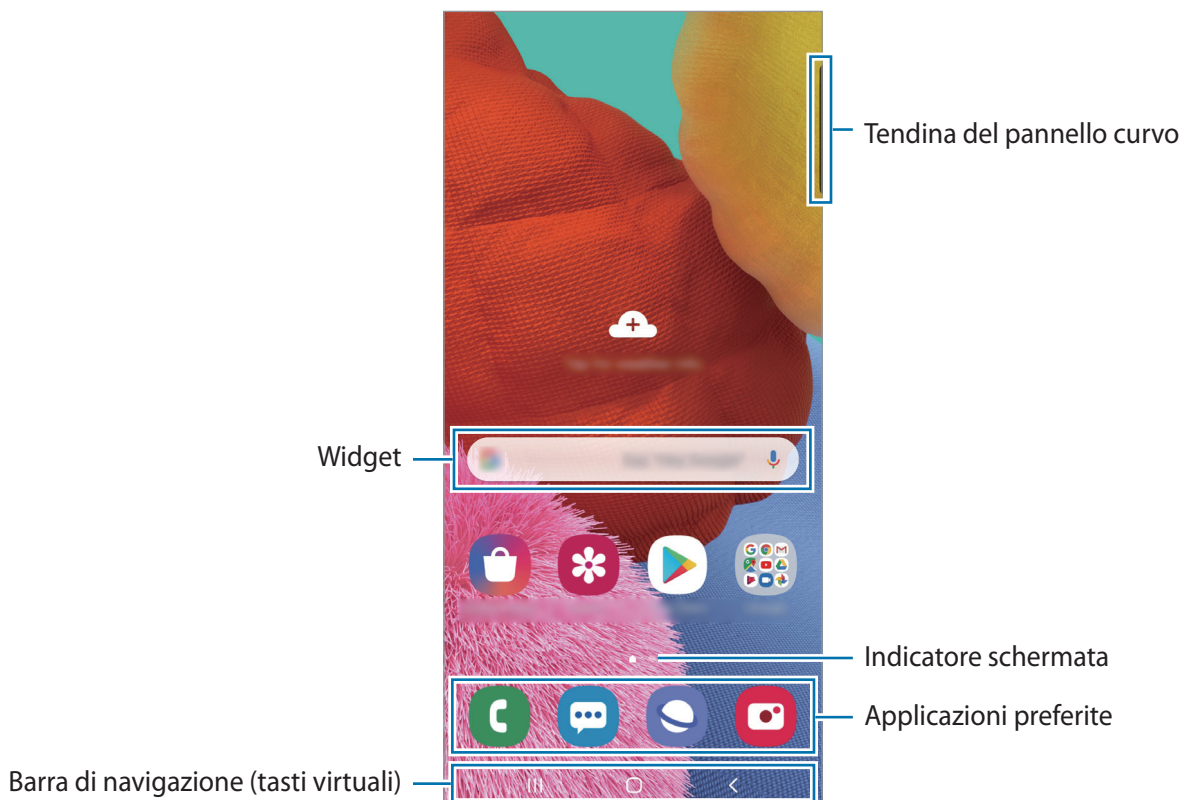 Tendina del pannello curvo
Widget
Indicatore schermata
Applicazioni preferite
Barra di navigazione (tasti virtuali)